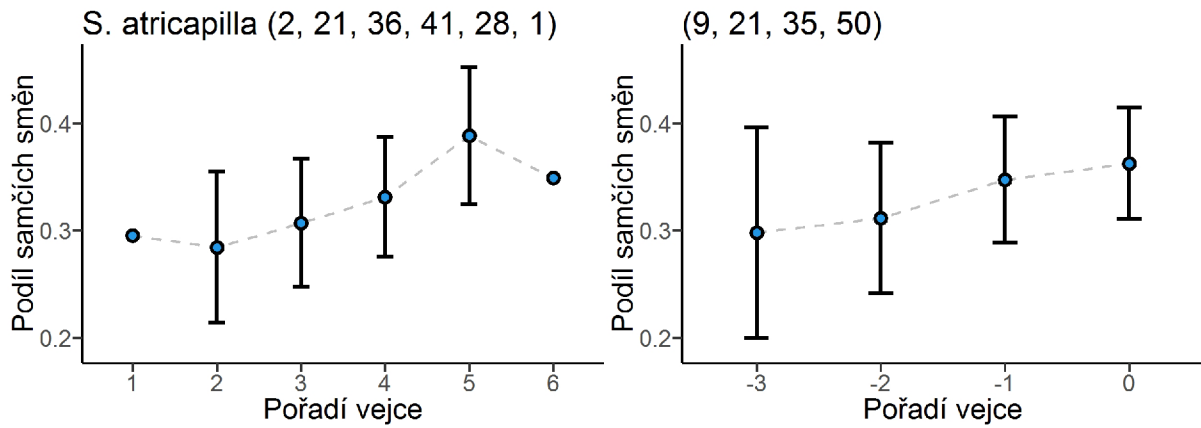 S. atricapilla (2, 21, 36, 41, 28, 1)
Podíl samčích směn
0.4
0.3
0.2
1 2 3 4 5 6
Pořadí vejce
(9, 21, 35, 50)
Podíl samčích směn
0.4
0.3
0.2
-3 -2 -1 0
Pořadí vejce